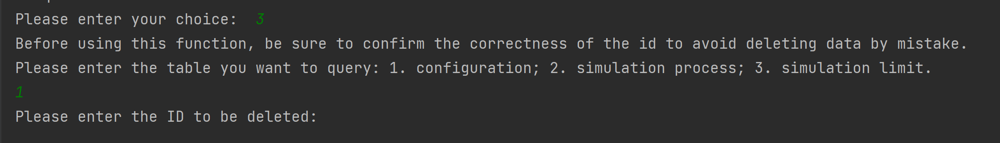 Please enter your choice:  3
Before using this function, be sure to confirm the correctness of the id to avoid deleting data by mistake.
Please enter the table you want to query: 1. configuration; 2. simulation process; 3. simulation limit.
1
Please enter the ID to be deleted: